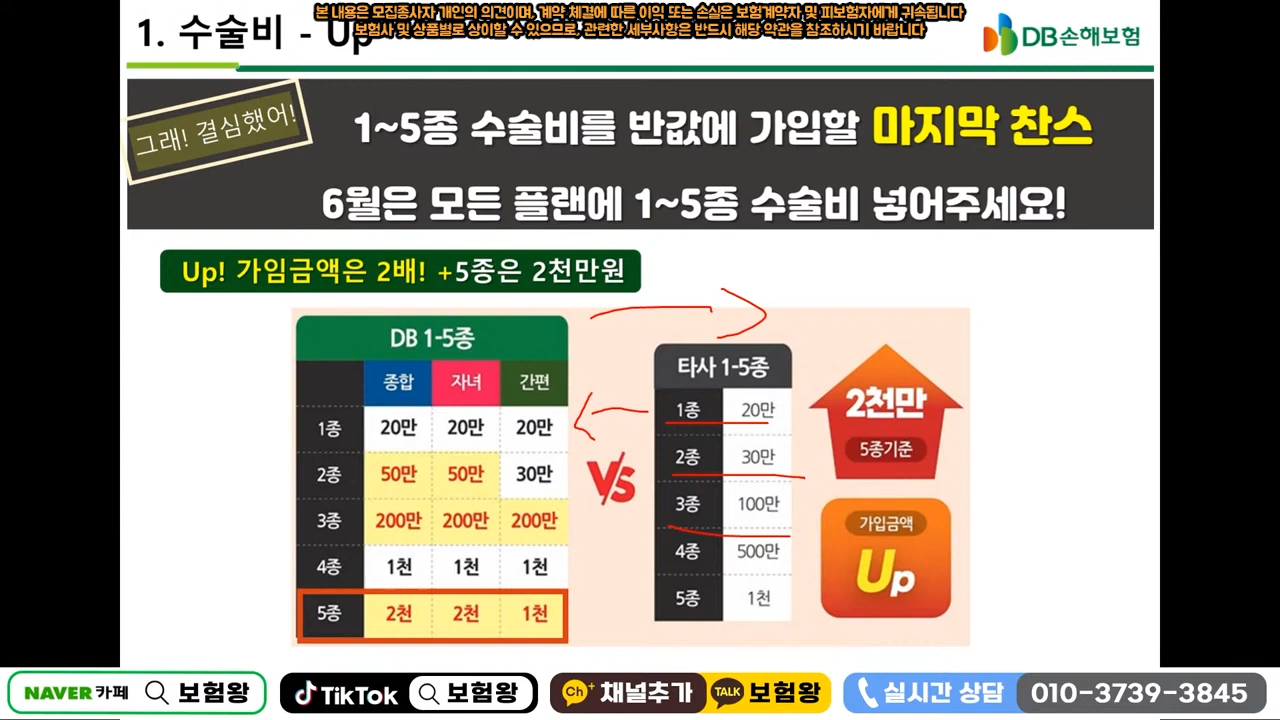 본 내용은 모집종사자 개인의 의견이며, 계약 체결에 따른 이익 또는 손실은 보험계약자 및 피보험자에게 귀속됩니다
보험사 및 상품별로 상이할 수 있으므로, 관련한 세부사항은 반드시 해당 약관을 참조하시기 바랍니다
1. 수술비 - Up
DB손해보험
그래! 결심했어!
1~5종 수술비를 반값에 가입할 마지막 찬스
6월은 모든 플랜에 1~5종 수술비 넣어주세요!
Up! 가임금액은 2배! +5종은 2천만원
DB 1-5종
종합 자녀 간편
1종 20만 20만 20만
2종 50만 50만 30만
3종 200만 200만 200만
4종 1천 1천 1천
5종 2천 2천 1천
VS
타사 1-5종
1종 20만
2종 30만
3종 100만
4종 500만
5종 1천
2천만
5종기준
가입금액
Up
NAVER 카페 보험왕
TikTok 보험왕
Ch+ 채널추가 TALK 보험왕
실시간 상담 010-3739-3845